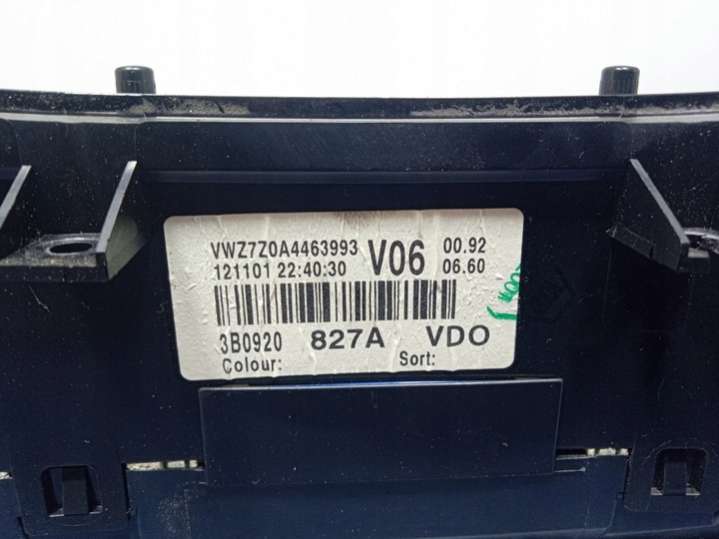 VWZ7Z0A4463993 V06 00.92
121101 22:40:30 06.60
3B0920 827A VDO
Colour: Sort: